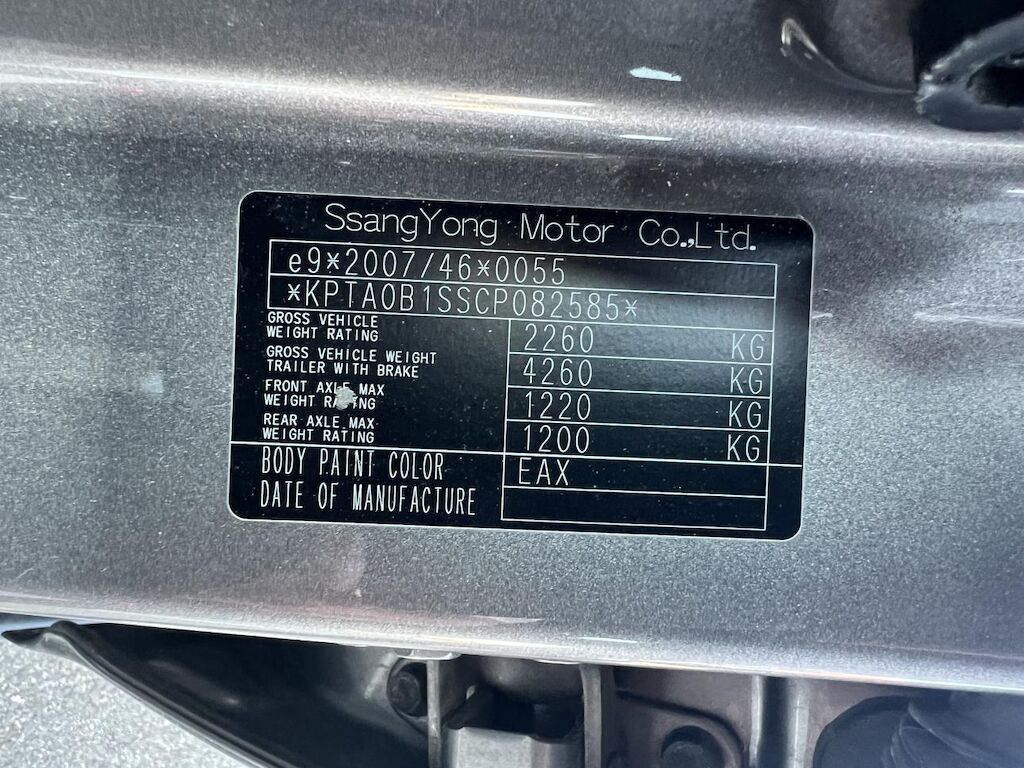 SsangYong Motor Co.,Ltd.
e9*2007/46*0055
*KPTA0B1SSCP082585*
GROSS VEHICLE
WEIGHT RATING 2260 KG
GROSS VEHICLE WEIGHT
TRAILER WITH BRAKE 4260 KG
FRONT AXLE MAX
WEIGHT RATING 1220 KG
REAR AXLE MAX
WEIGHT RATING 1200 KG
BODY PAINT COLOR EAX
DATE OF MANUFACTURE